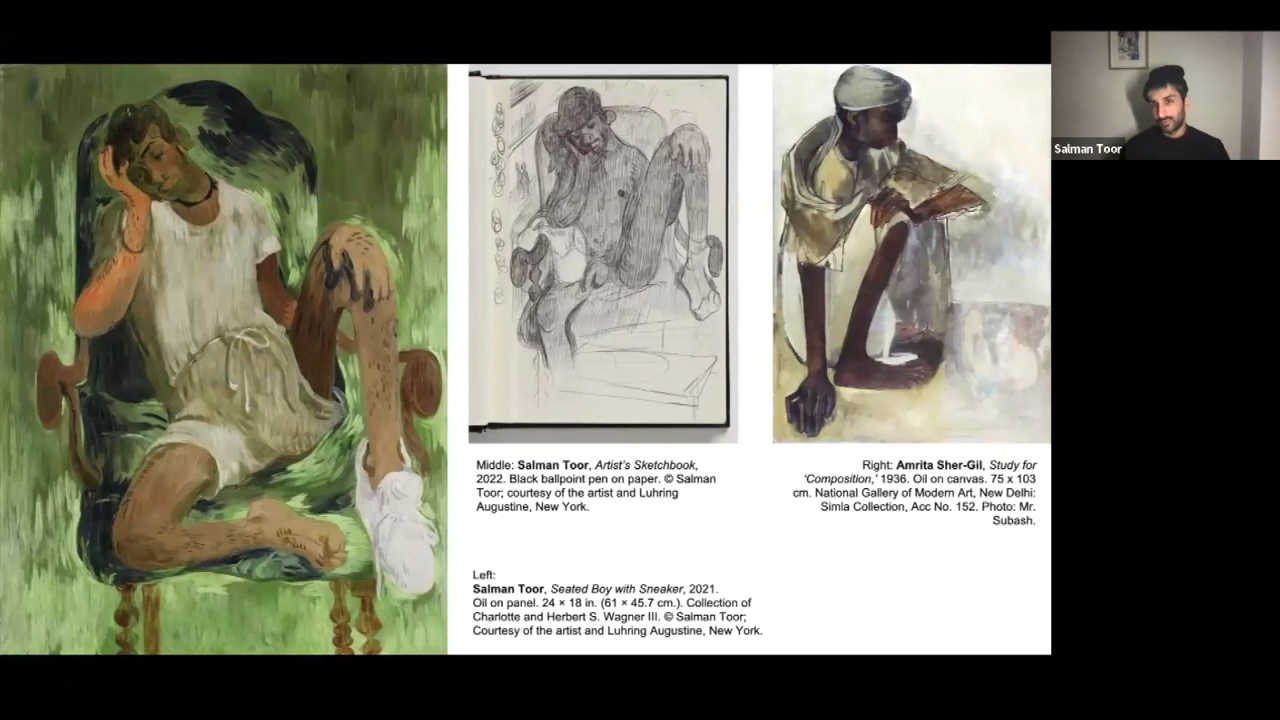 Salman Toor
Middle: Salman Toor, Artist's Sketchbook,
2022. Black ballpoint pen on paper. © Salman
Toor; courtesy of the artist and Luhring
Augustine, New York.
Right: Amrita Sher-Gil, Study for
'Composition,' 1936. Oil on canvas. 75 x 103
cm. National Gallery of Modern Art, New Delhi:
Simla Collection, Acc No. 152. Photo: Mr.
Subash.
Left:
Salman Toor, Seated Boy with Sneaker, 2021.
Oil on panel. 24 × 18 in. (61 × 45.7 cm.). Collection of
Charlotte and Herbert S. Wagner III. © Salman Toor;
Courtesy of the artist and Luhring Augustine, New York.